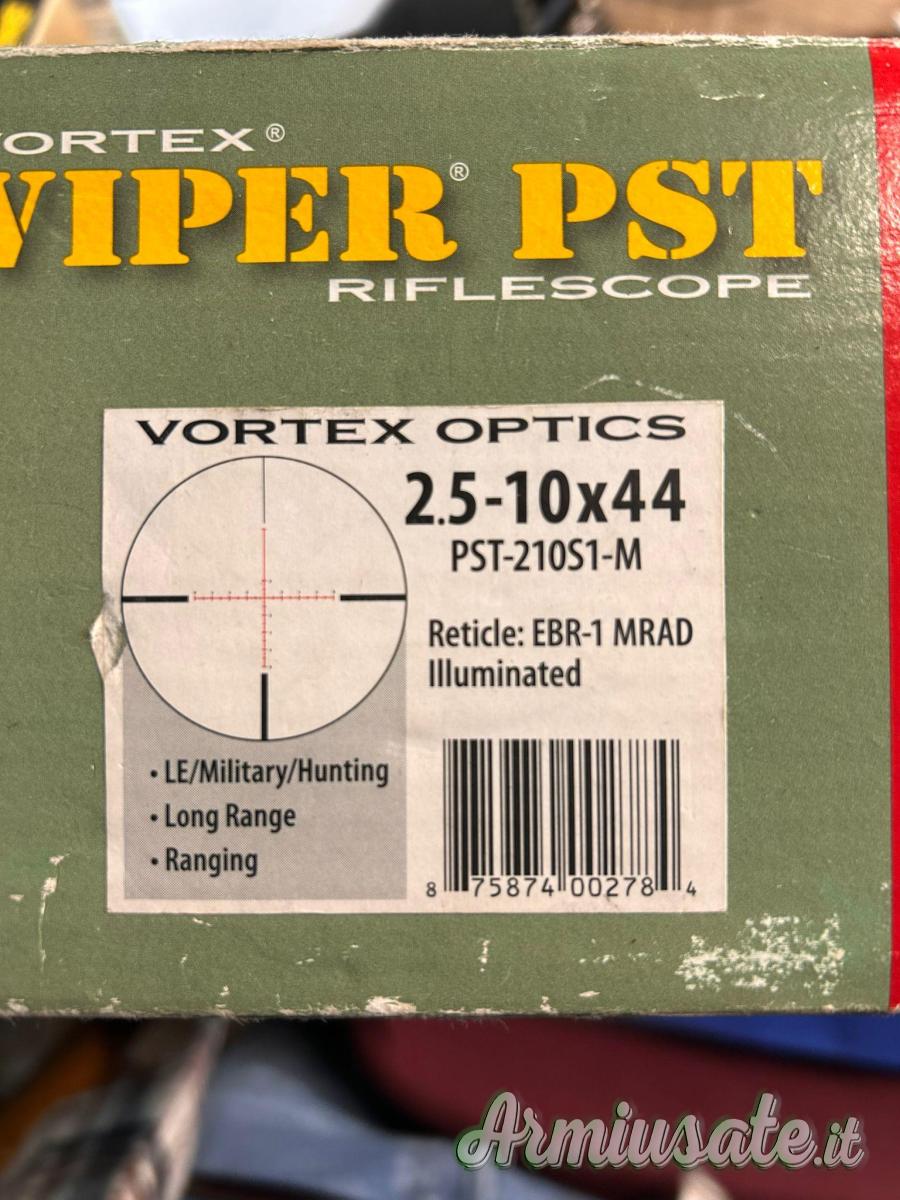 VORTEX®
VIPER® PST
RIFLESCOPE
VORTEX OPTICS
2.5-10x44
PST-210S1-M
Reticle: EBR-1 MRAD
Illuminated
• LE/Military/Hunting
• Long Range
• Ranging
8 75874 00278 4
Armiusate.it